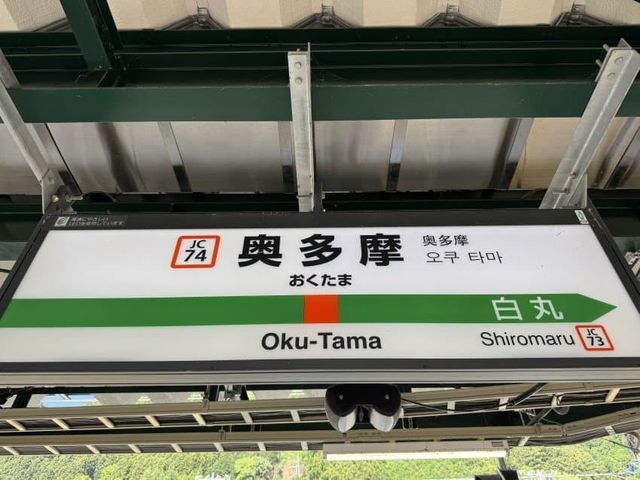 JC
74
奥多摩
奥多摩
오쿠 타마
おくたま
白丸
Oku-Tama
Shiromaru
JC
73